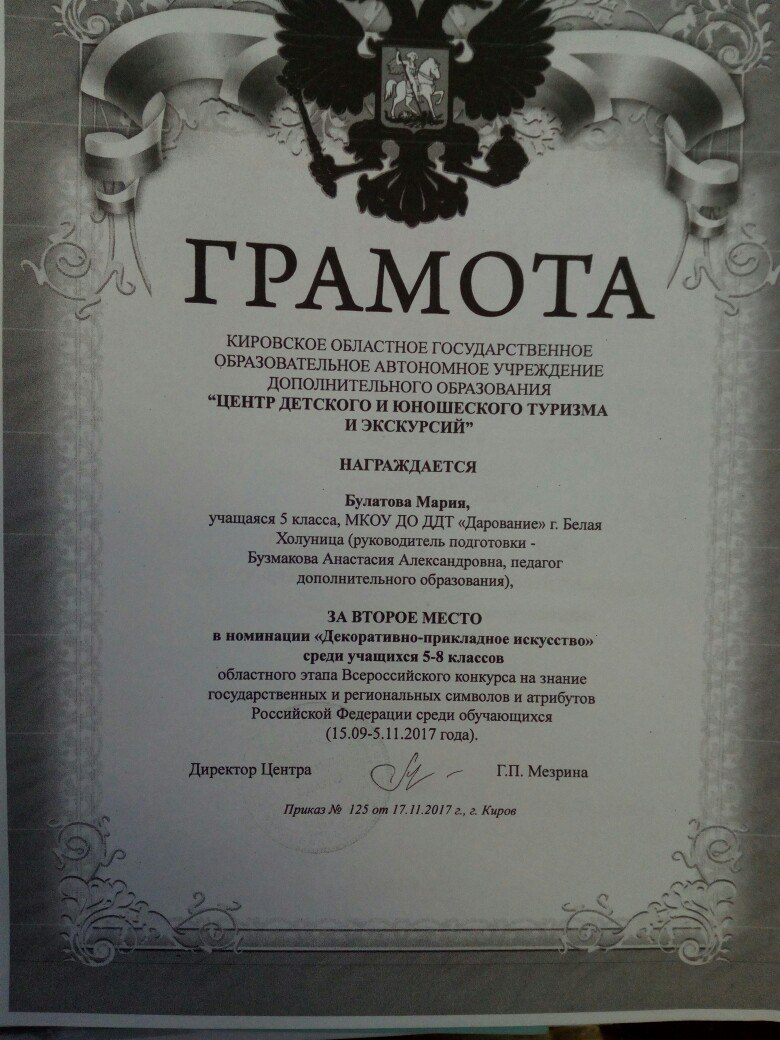 ГРАМОТА
КИРОВСКОЕ ОБЛАСТНОЕ ГОСУДАРСТВЕННОЕ
ОБРАЗОВАТЕЛЬНОЕ АВТОНОМНОЕ УЧРЕЖДЕНИЕ
ДОПОЛНИТЕЛЬНОГО ОБРАЗОВАНИЯ
“ЦЕНТР ДЕТСКОГО И ЮНОШЕСКОГО ТУРИЗМА
И ЭКСКУРСИЙ”
НАГРАЖДАЕТСЯ
Булатова Мария,
учащаяся 5 класса, МКОУ ДО ДДТ «Дарование» г. Белая
Холуница (руководитель подготовки -
Бузмакова Анастасия Александровна, педагог
дополнительного образования),
ЗА ВТОРОЕ МЕСТО
в номинации «Декоративно-прикладное искусство»
среди учащихся 5-8 классов
областного этапа Всероссийского конкурса на знание
государственных и региональных символов и атрибутов
Российской Федерации среди обучающихся
(15.09-5.11.2017 года).
Директор Центра Г.П. Мезрина
Приказ № 125 от 17.11.2017 г., г. Киров